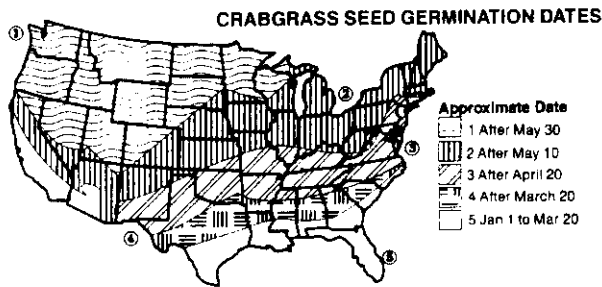 CRABGRASS SEED GERMINATION DATES
1
2
3
4
5
Approximate Date
1 After May 30
2 After May 10
3 After April 20
4 After March 20
5 Jan 1 to Mar 20